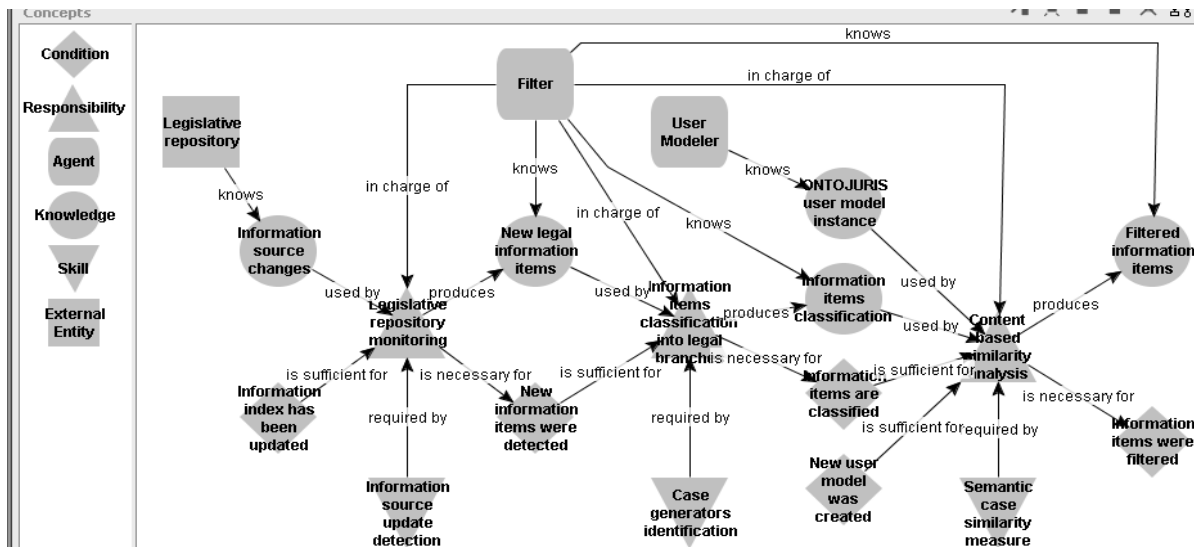 Concepts
Condition
Responsibility
Agent
Knowledge
Skill
External
Entity
knows
Filter
in charge of
Legislative
repository
User
Modeler
knows
in charge of
knows
in charge of
knows
knows
ONTOJURIS
user model
instance
Information
source
changes
New legal
information
items
Filtered
information
items
used by
produces
used by
Information
items
classification
into legal
branch
produces
Information
items
classification
used by
used by
produces
Legislative
repository
monitoring
Content
based
similarity
analysis
is sufficient for
is necessary for
is sufficient for
is necessary for
is sufficient for
is necessary for
Information
index has
been
updated
required by
New
information
items were
detected
required by
Information
items are
classified
is sufficient for
required by
Information
items were
filtered
Information
source
update
detection
Case
generators
identification
New user
model
was
created
Semantic
case
similarity
measure